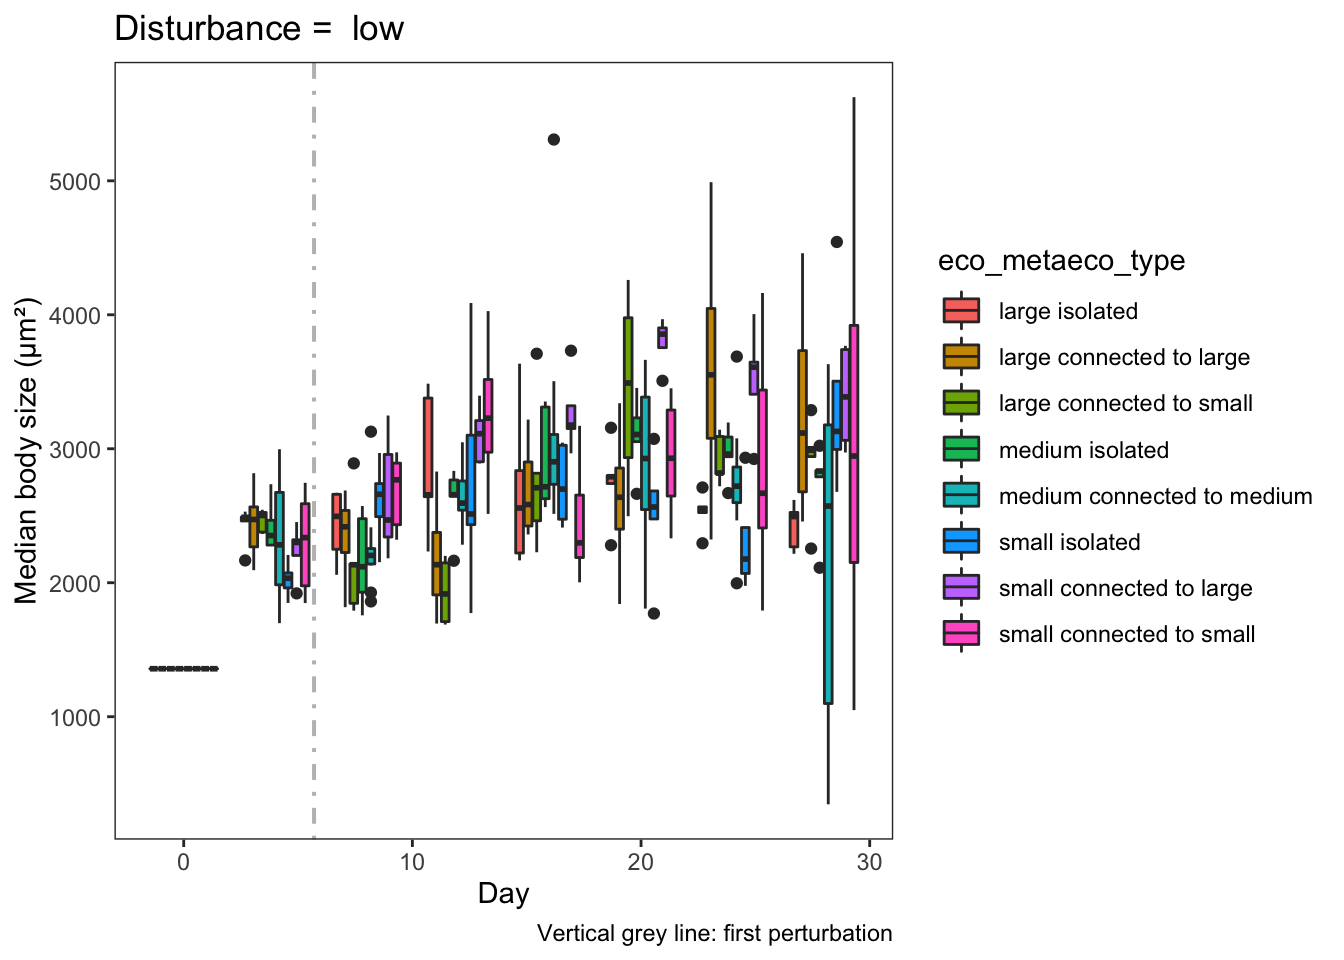 Disturbance =  low
Median body size (μm²)
5000
4000
3000
2000
1000
0
10
20
30
Day
Vertical grey line: first perturbation
eco_metaeco_type
large isolated
large connected to large
large connected to small
medium isolated
medium connected to medium
small isolated
small connected to large
small connected to small